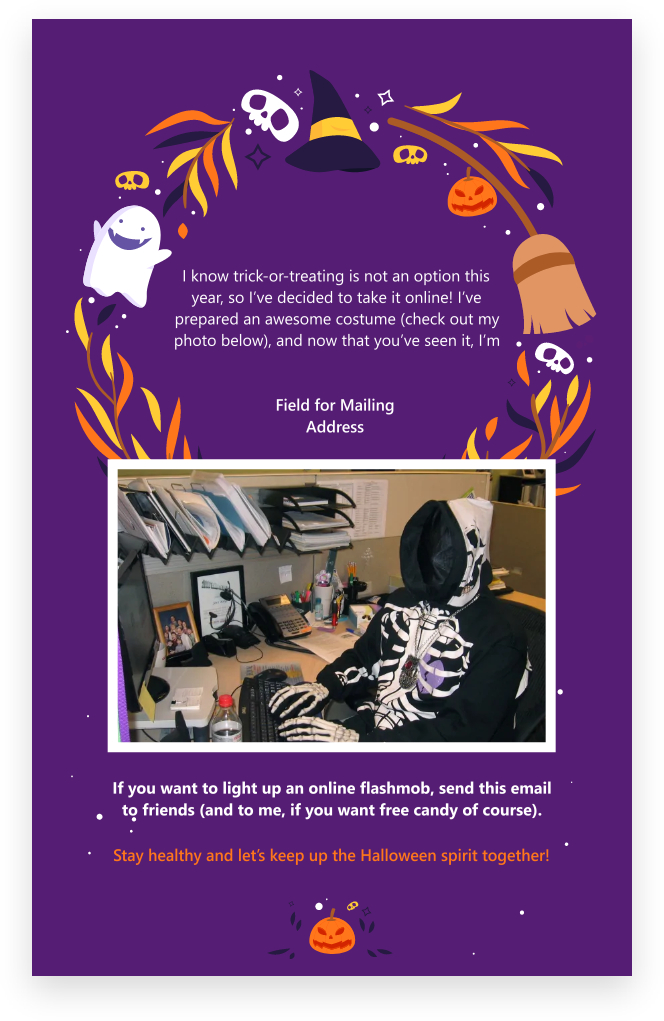 I know trick-or-treating is not an option this
year, so I’ve decided to take it online! I’ve
prepared an awesome costume (check out my
photo below), and now that you’ve seen it, I’m
Field for Mailing
Address
If you want to light up an online flashmob, send this email
to friends (and to me, if you want free candy of course).
Stay healthy and let’s keep up the Halloween spirit together!